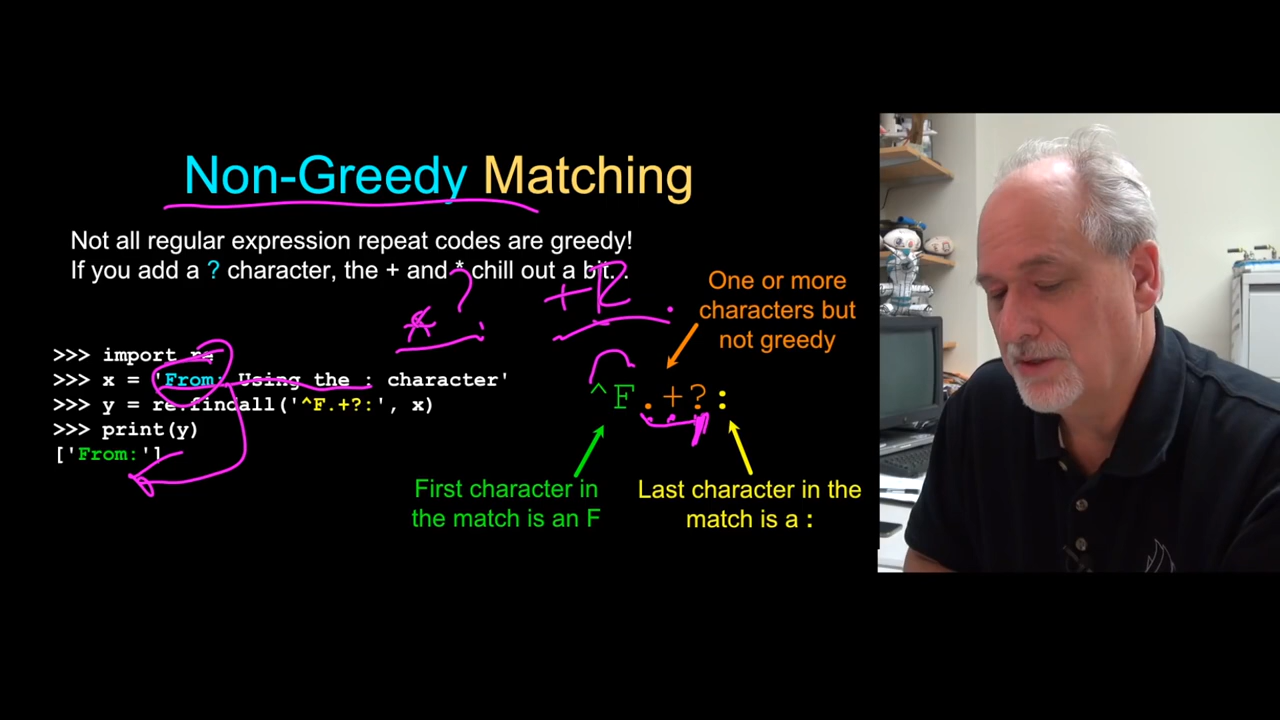 Non-Greedy Matching
Not all regular expression repeat codes are greedy!
If you add a ? character, the + and * chill out a bit...
*?
One or more
characters but
not greedy
>>> import re
>>> x = 'From: Using the : character'
>>> y = re.findall('^F.+?:', x)
>>> print(y)
['From:']
^F.+?:
First character in
the match is an F
Last character in the
match is a :